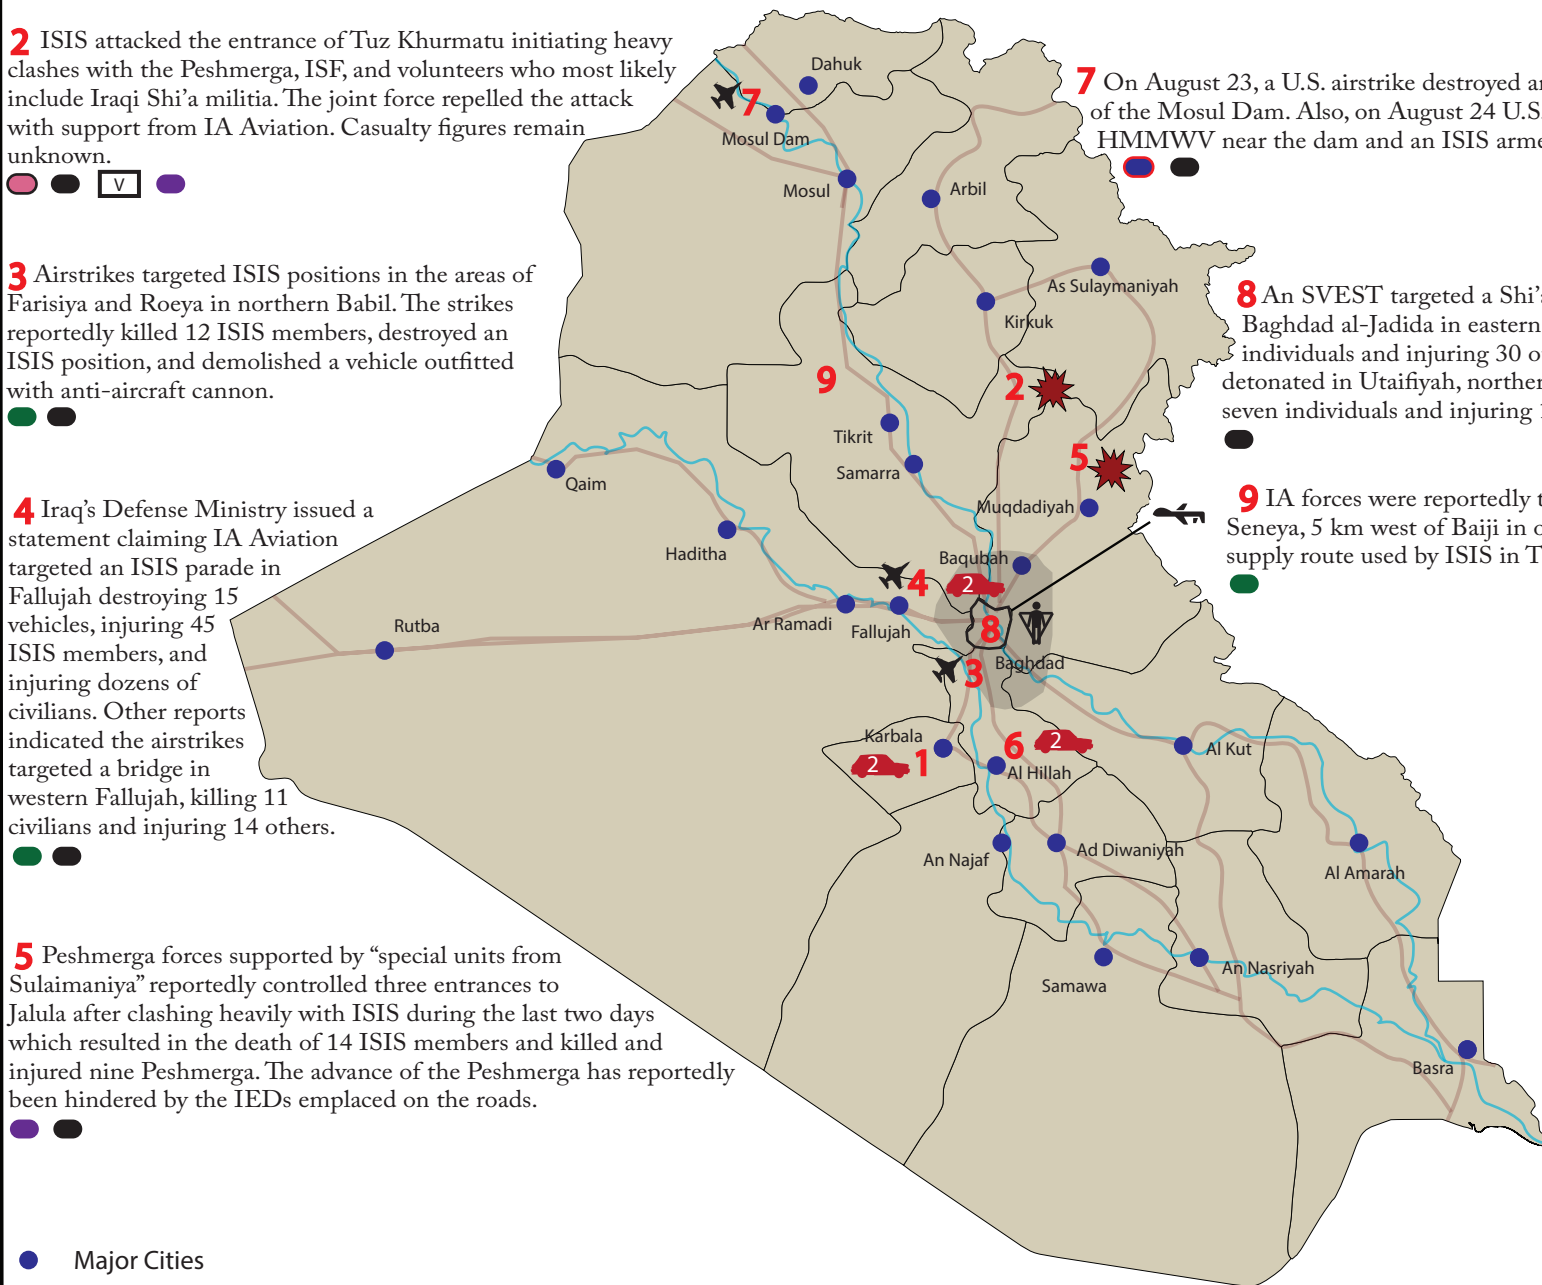 2 ISIS attacked the entrance of Tuz Khurmatu initiating heavy
clashes with the Peshmerga, ISF, and volunteers who most likely
include Iraqi Shi'a militia. The joint force repelled the attack
with support from IA Aviation. Casualty figures remain
unknown.
V
3 Airstrikes targeted ISIS positions in the areas of
Farisiya and Roeya in northern Babil. The strikes
reportedly killed 12 ISIS members, destroyed an
ISIS position, and demolished a vehicle outfitted
with anti-aircraft cannon.
4 Iraq's Defense Ministry issued a
statement claiming IA Aviation
targeted an ISIS parade in
Fallujah destroying 15
vehicles, injuring 45
ISIS members, and
injuring dozens of
civilians. Other reports
indicated the airstrikes
targeted a bridge in
western Fallujah, killing 11
civilians and injuring 14 others.
5 Peshmerga forces supported by “special units from
Sulaimaniya” reportedly controlled three entrances to
Jalula after clashing heavily with ISIS during the last two days
which resulted in the death of 14 ISIS members and killed and
injured nine Peshmerga. The advance of the Peshmerga has reportedly
been hindered by the IEDs emplaced on the roads.
Major Cities
7 On August 23, a U.S. airstrike destroyed
of the Mosul Dam. Also, on August 24 U.S.
HMMWV near the dam and an ISIS
8 An SVEST targeted a
Baghdad al-Jadida in eastern
individuals and injuring 30
detonated in Utaifiyah,
seven individuals and injuring
9 IA forces were reportedly
Seneya, 5 km west of Baiji in
supply route used by ISIS in
Dahuk
7
Mosul Dam
Mosul
Arbil
As Sulaymaniyah
Kirkuk
9
2
Tikrit
Samarra
5
Muqdadiyah
Qaim
Haditha
Baqubah
2
4
Ar Ramadi
Fallujah
8
Baghdad
3
Rutba
Karbala
2
1
6
2
Al Hillah
Al Kut
An Najaf
Ad Diwaniyah
Al Amarah
Samawa
An Nasriyah
Basra